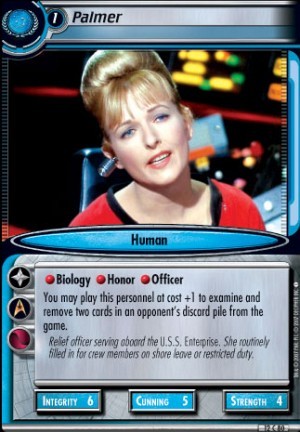 1 Palmer
Human
Biology Honor Officer
You may play this personnel at cost +1 to examine and
remove two cards in an opponent's discard pile from the
game.
Relief officer serving aboard the U.S.S. Enterprise. She routinely
filled in for crew members on shore leave or restricted duty.
INTEGRITY 6 CUNNING 5 STRENGTH 4
12 C 80